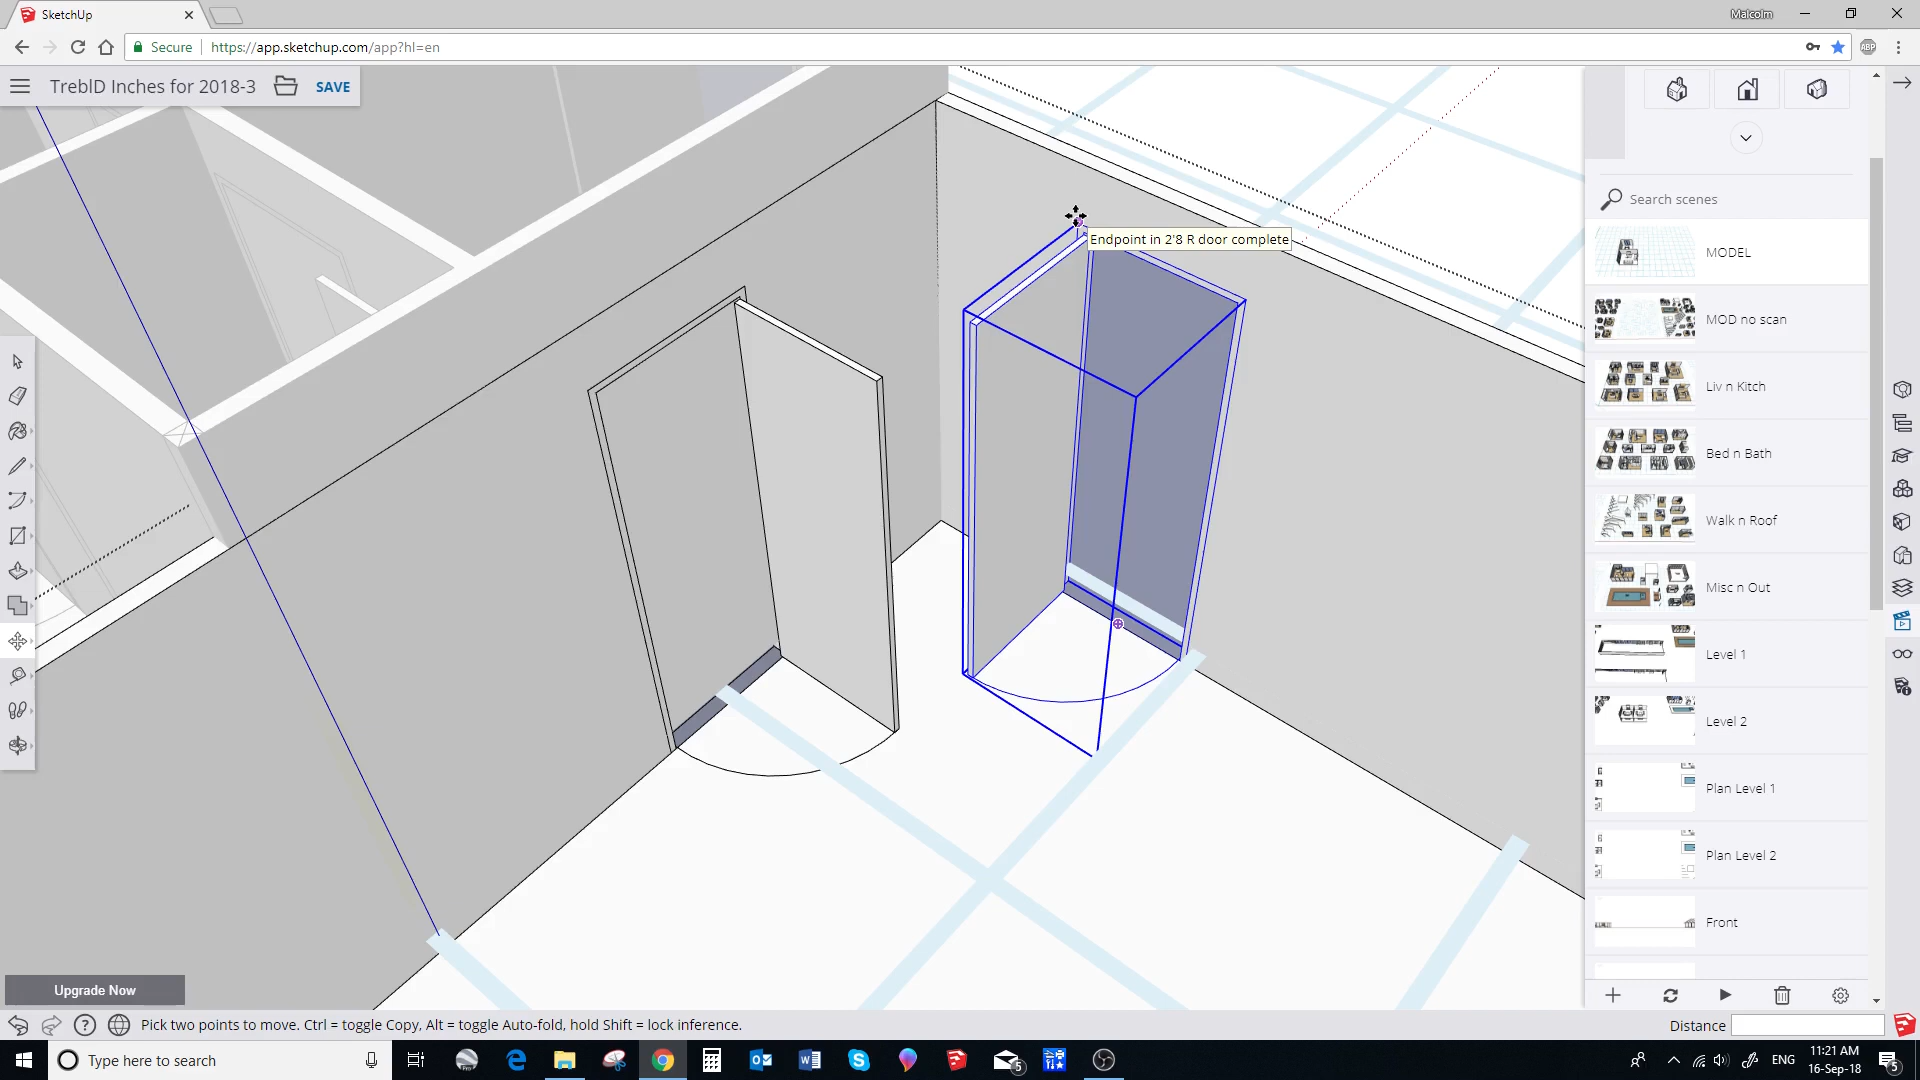 SketchUp
Malcolm
Secure
https://app.sketchup.com/app?hl=en
ABP
TreblD Inches for 2018-3
SAVE
Search scenes
Endpoint in 2'8 R door complete
MODEL
MOD no scan
Liv n Kitch
Bed n Bath
Walk n Roof
Misc n Out
Level 1
Level 2
Plan Level 1
Plan Level 2
Front
Upgrade Now
Pick two points to move. Ctrl = toggle Copy, Alt = toggle Auto-fold, hold Shift = lock inference.
Distance
Type here to search
5
ENG
11:21 AM
16-Sep-18
5